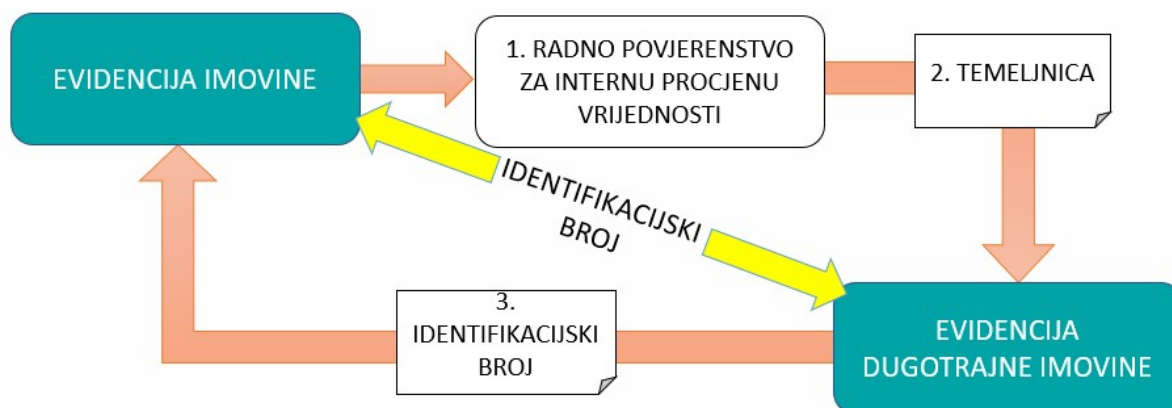 EVIDENCIJA IMOVINE
1. RADNO POVJERENSTVO
ZA INTERNU PROCJENU
VRIJEDNOSTI
2. TEMELJNICA
IDENTIFIKACIJSKI
BROJ
3.
IDENTIFIKACIJSKI
BROJ
EVIDENCIJA
DUGOTRAJNE IMOVINE